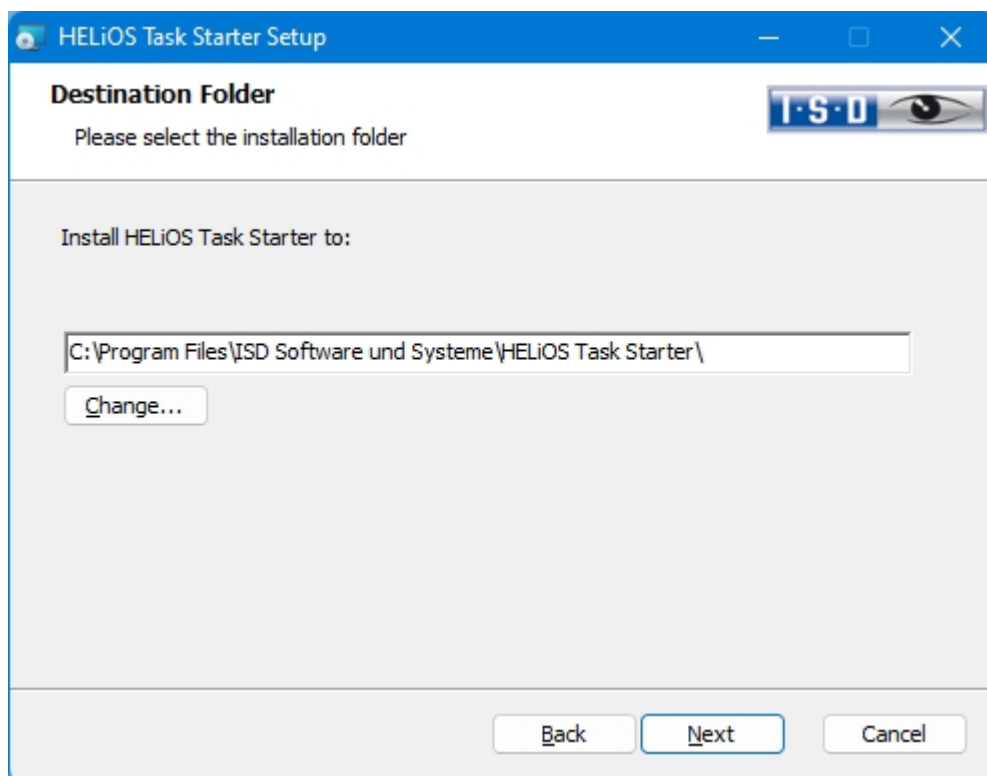 HELiOS Task Starter Setup
Destination Folder
Please select the installation folder
I·S·D
Install HELiOS Task Starter to:
C:\Program Files\ISD Software und Systeme\HELiOS Task Starter\
Change...
Back
Next
Cancel